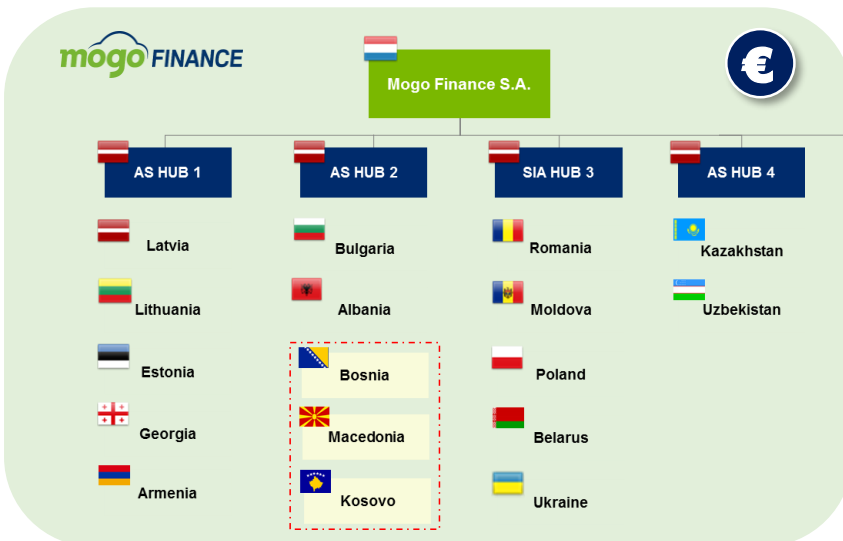 mogo FINANCE
Mogo Finance S.A.
€
AS HUB 1
AS HUB 2
SIA HUB 3
AS HUB 4
Latvia
Bulgaria
Romania
Kazakhstan
Lithuania
Albania
Moldova
Uzbekistan
Estonia
Bosnia
Poland
Georgia
Macedonia
Belarus
Armenia
Kosovo
Ukraine